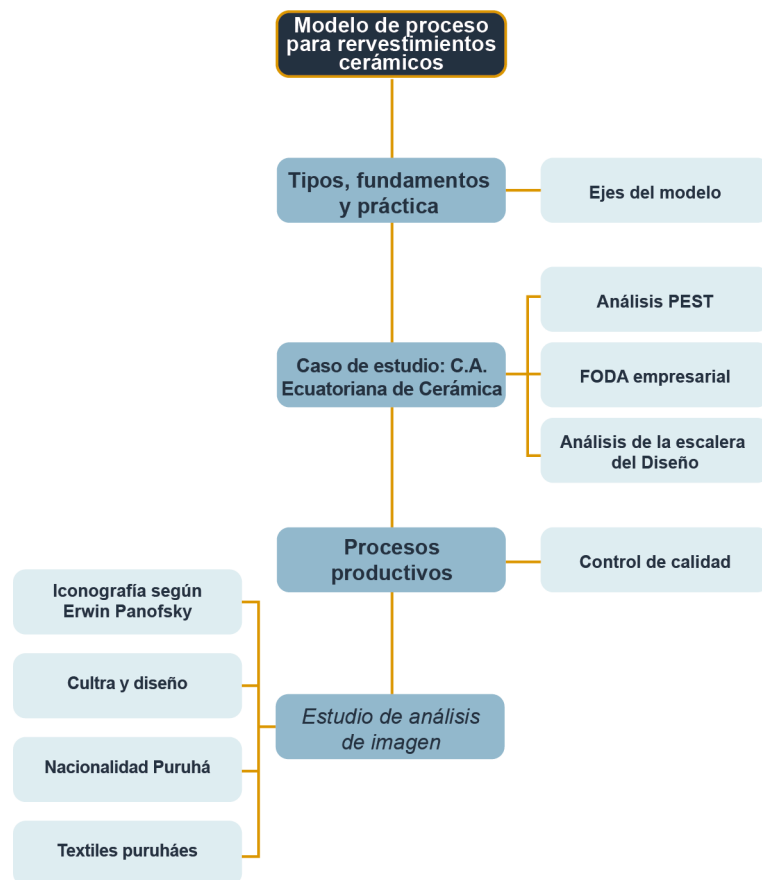 Modelo de proceso
para rervestimientos
cerámicos
Tipos, fundamentos
y práctica
Ejes del modelo
Análisis PEST
Caso de estudio: C.A.
Ecuatoriana de Cerámica
FODA empresarial
Análisis de la escalera
del Diseño
Procesos
productivos
Control de calidad
Iconografía según
Erwin Panofsky
Cultra y diseño
Estudio de análisis
de imagen
Nacionalidad Puruhá
Textiles puruháes